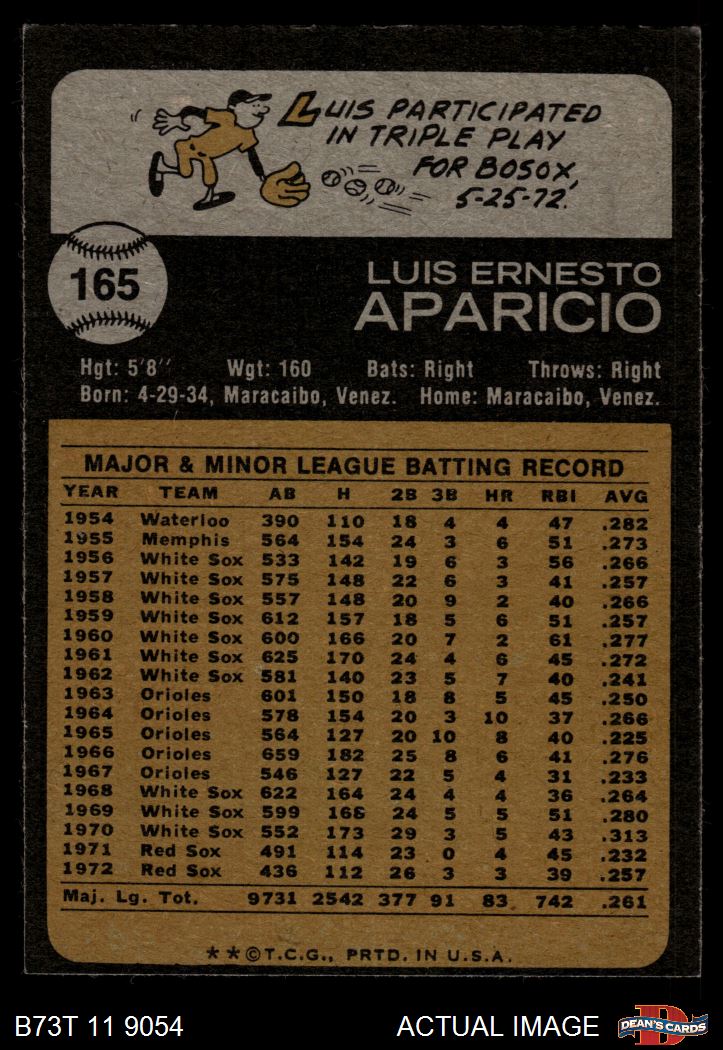 LUIS PARTICIPATED
IN TRIPLE PLAY
FOR BOSOX,
5-25-72.
165
LUIS ERNESTO
APARICIO
Hgt: 5'8" Wgt: 160 Bats: Right Throws: Right
Born: 4-29-34, Maracaibo, Venez. Home: Maracaibo, Venez.
MAJOR & MINOR LEAGUE BATTING RECORD
YEAR TEAM AB H 2B 3B HR RBI AVG
1954 Waterloo 390 110 18 4 4 47 .282
1955 Memphis 564 154 24 3 6 51 .273
1956 White Sox 533 142 19 6 3 56 .266
1957 White Sox 575 148 22 6 3 41 .257
1958 White Sox 557 148 20 9 2 40 .266
1959 White Sox 612 157 18 5 6 51 .257
1960 White Sox 600 166 20 7 2 61 .277
1961 White Sox 625 170 24 4 6 45 .272
1962 White Sox 581 140 23 5 7 40 .241
1963 Orioles 601 150 18 8 5 45 .250
1964 Orioles 578 154 20 3 10 37 .266
1965 Orioles 564 127 20 10 8 40 .225
1966 Orioles 659 182 25 8 6 41 .276
1967 Orioles 546 127 22 5 4 31 .233
1968 White Sox 622 164 24 4 4 36 .264
1969 White Sox 599 168 24 5 5 51 .280
1970 White Sox 552 173 29 3 5 43 .313
1971 Red Sox 491 114 23 0 4 45 .232
1972 Red Sox 436 112 26 3 3 39 .257
Maj. Lg. Tot. 9731 2542 377 91 83 742 .261
**©T.C.G., PRTD. IN U.S.A.
B73T 11 9054 ACTUAL IMAGE DEAN'S CARDS